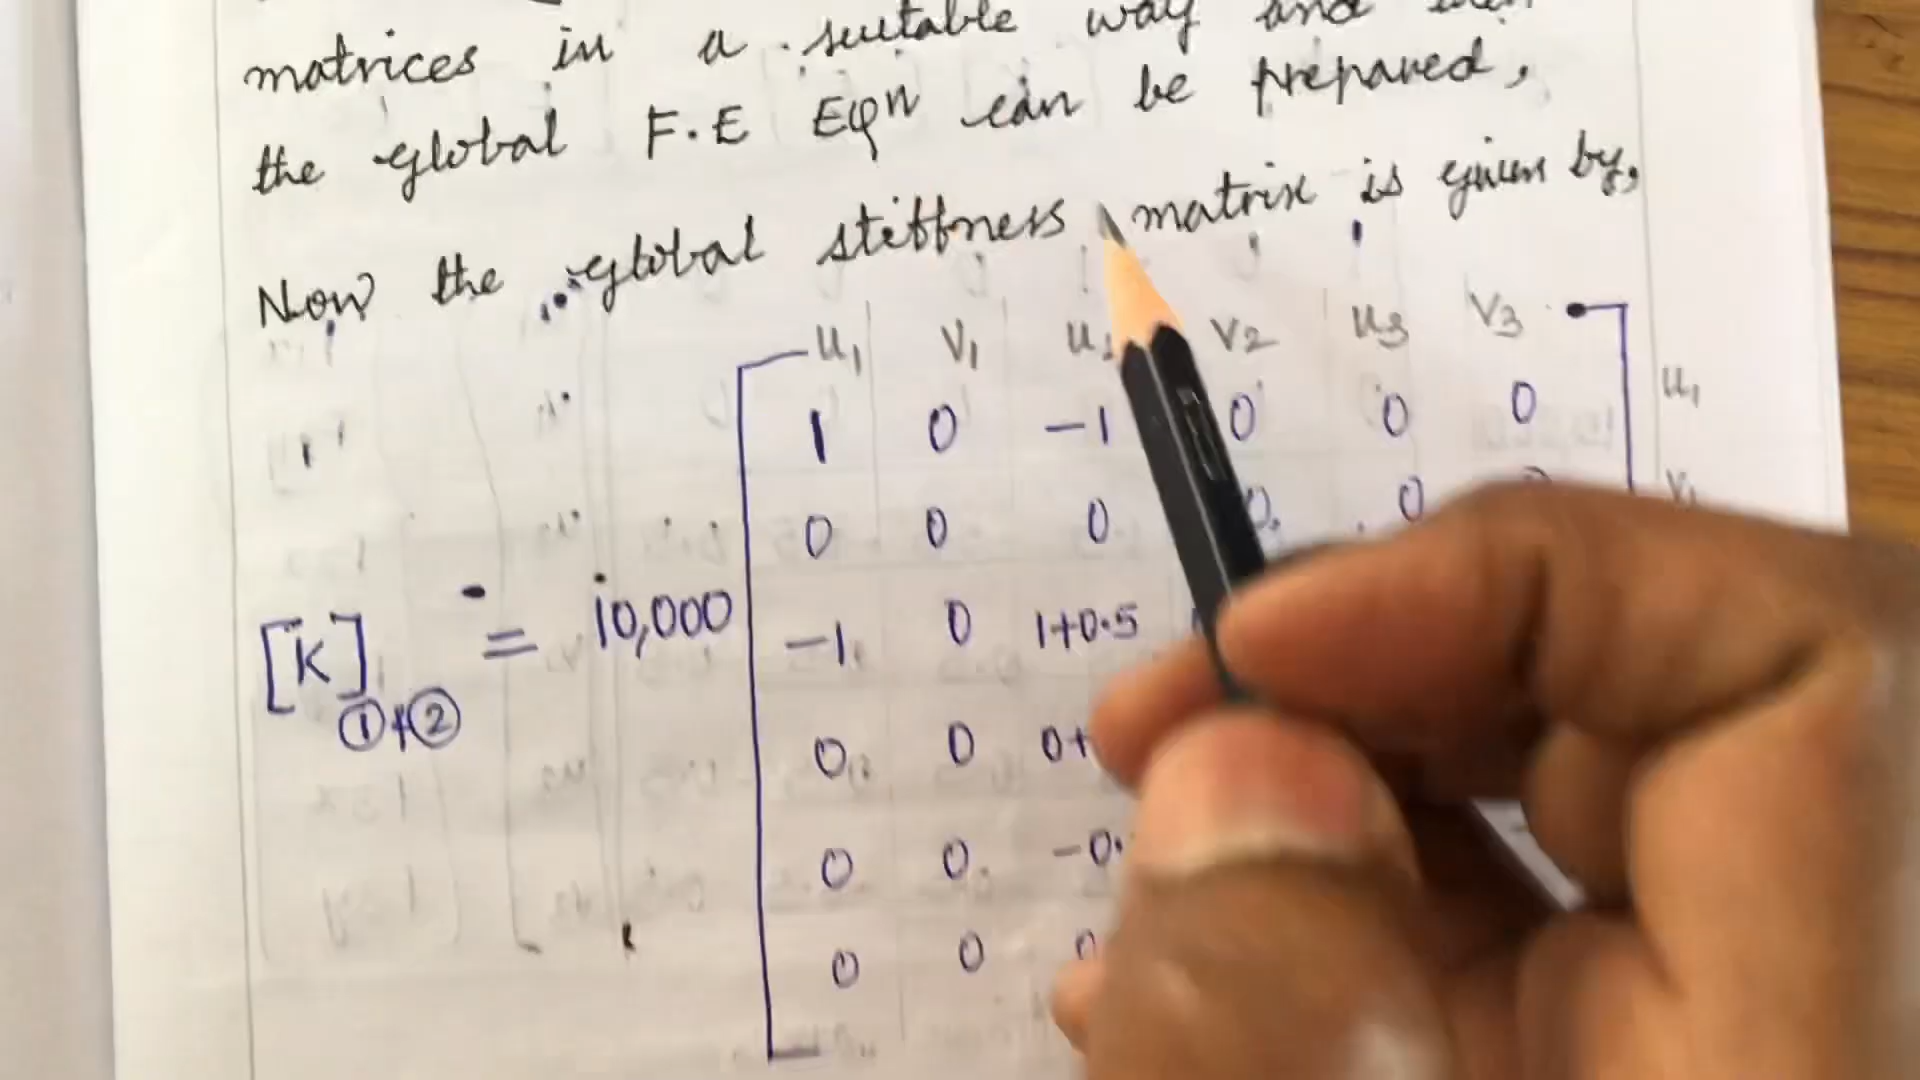 matrices in a suitable way and then
the global F.E Eqn can be prepared,
Now the global stiffness matrix is given by,
u1 V1 u2 V2 u3 V3
1 0 -1 0 0 0 u1
0 0 0 0 0 V1
[K]①+② = 10,000
-1 0 1+0.5
0 0 0+
0 0 -0.
0 0 0